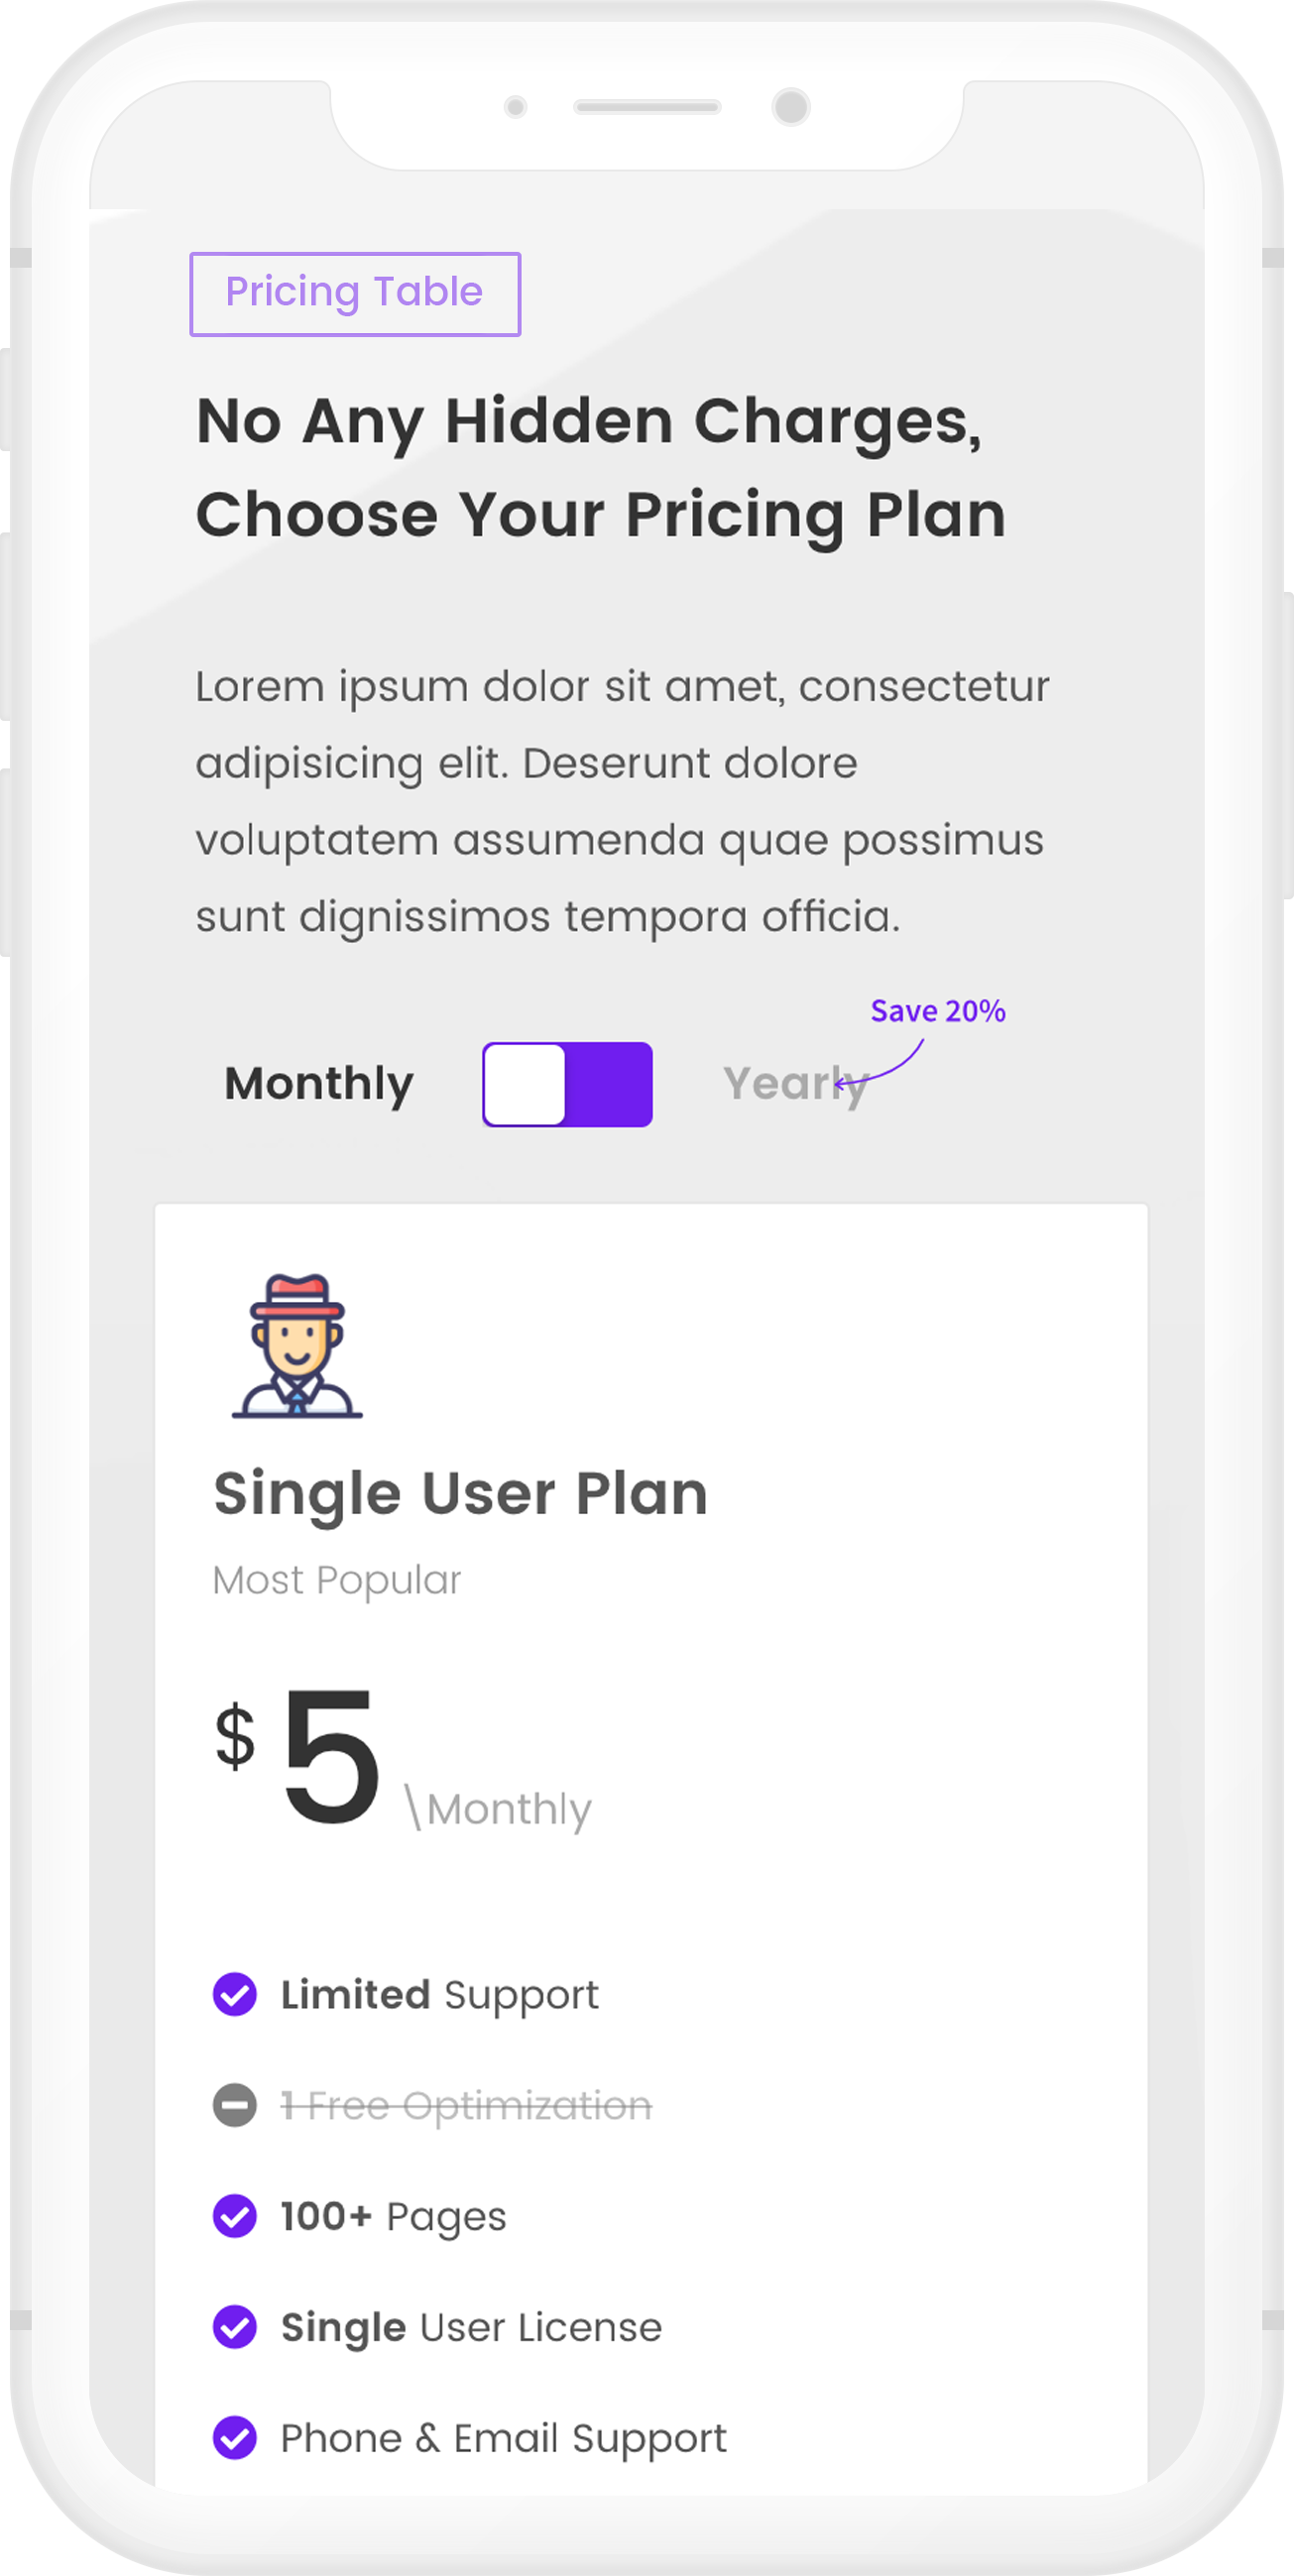 Pricing Table
No Any Hidden Charges,
Choose Your Pricing Plan
Lorem ipsum dolor sit amet, consectetur
adipisicing elit. Deserunt dolore
voluptatem assumenda quae possimus
sunt dignissimos tempora officia.
Save 20%
Monthly Yearly
Single User Plan
Most Popular
$5 \Monthly
Limited Support
1 Free Optimization
100+ Pages
Single User License
Phone & Email Support